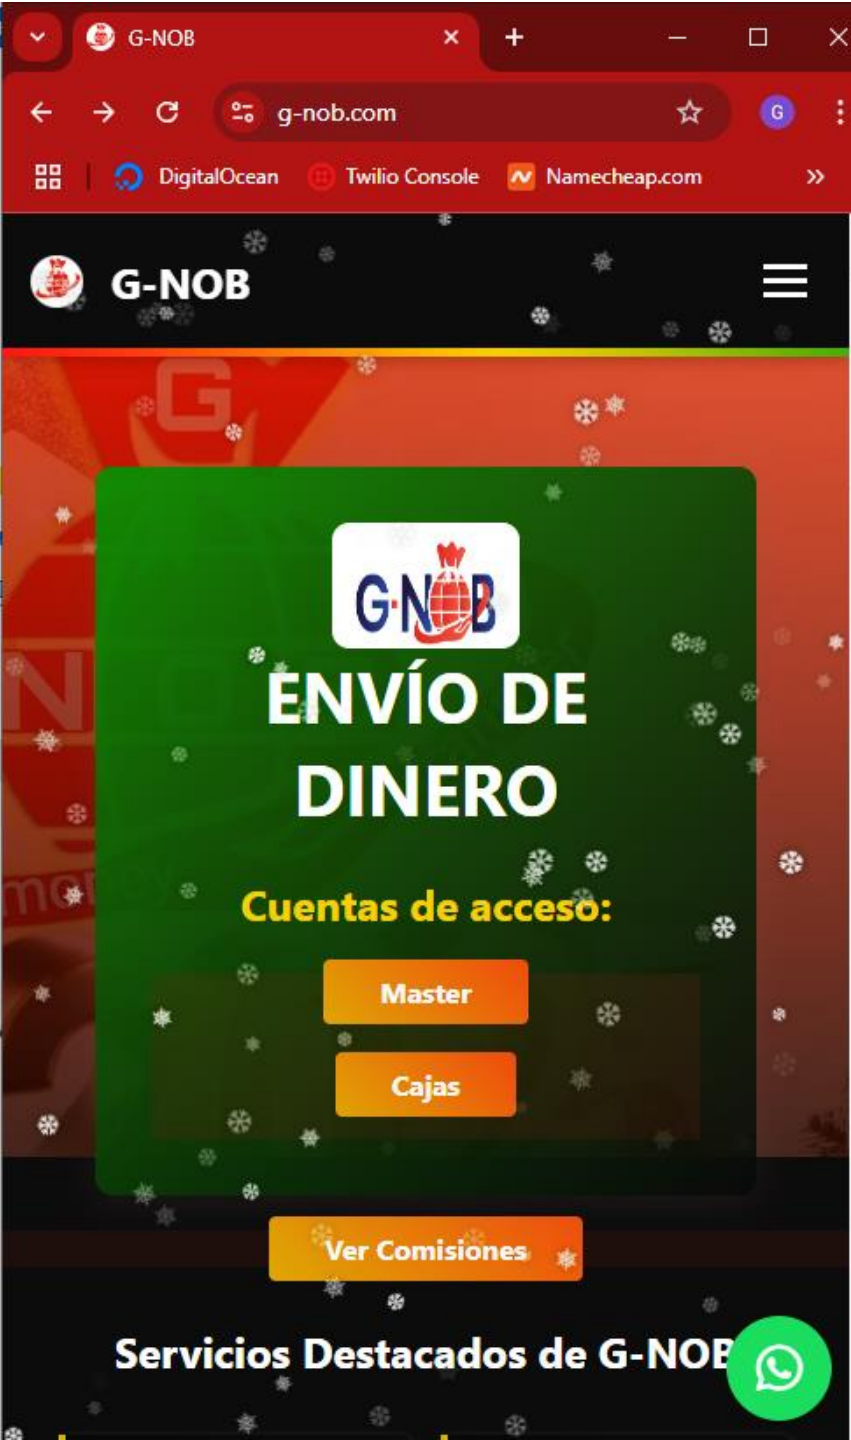 G-NOB
g-nob.com
G
DigitalOcean
Twilio Console
Namecheap.com
G-NOB
G
G-NOB
ENVÍO DE
DINERO
N
money
Cuentas de acceso:
Master
Cajas
Ver Comisiones
Servicios Destacados de G-NOB